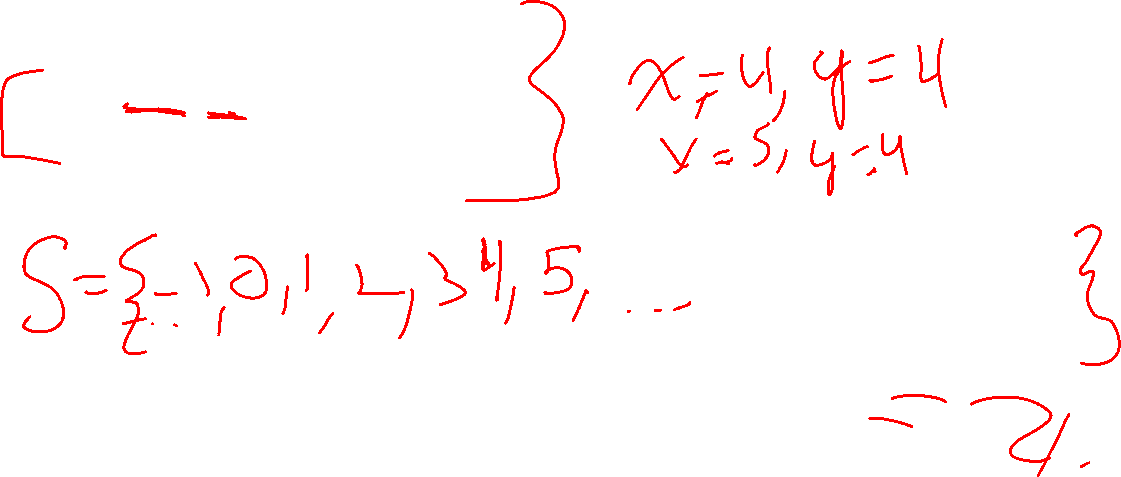 [ -- }
x=4, y=4
x=5, y=4
S={..-1,0,1,2,3 4,5,... }